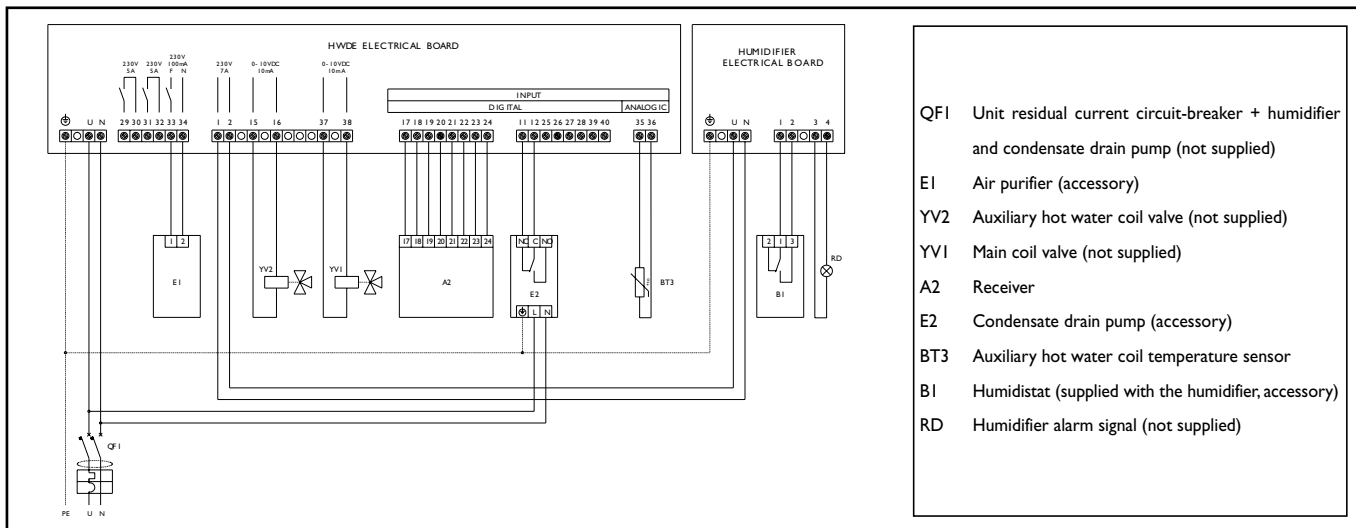 HWDE ELECTRICAL BOARD
HUMIDIFIER
ELECTRICAL BOARD
230V
5A
230V
5A
230V
100mA
F N
230V
7A
0-10VDC
10mA
0-10VDC
10mA
INPUT
DIGITAL ANALOGIC
U N 29 30 31 32 33 34 1 2 15 16 37 38 17 18 19 20 21 22 23 24 11 12 25 26 27 28 39 40 35 36 U N 1 2 3 4
1 2
E1
YV2
YV1
17 18 19 20 21 22 23 24
A2
NC C NO
E2
L N
BT3
2 1 3
B1
RD
QF1
PE U N
QF1 Unit residual current circuit-breaker + humidifier
and condensate drain pump (not supplied)
E1 Air purifier (accessory)
YV2 Auxiliary hot water coil valve (not supplied)
YV1 Main coil valve (not supplied)
A2 Receiver
E2 Condensate drain pump (accessory)
BT3 Auxiliary hot water coil temperature sensor
B1 Humidistat (supplied with the humidifier, accessory)
RD Humidifier alarm signal (not supplied)